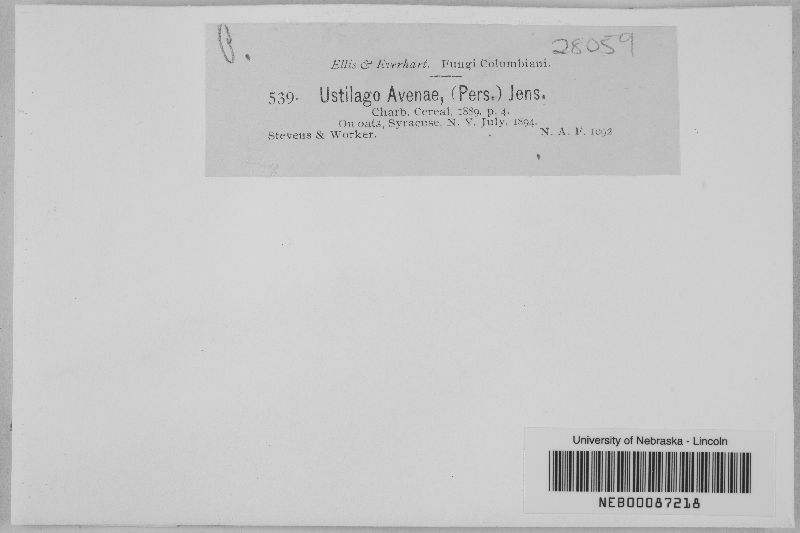 P.
28059
Ellis & Everhart. Fungi Columbiani.
539. Ustilago Avenae, (Pers.) Jens.
Charb. Cereal, 1889, p. 4.
On oats, Syracuse, N. Y. July, 1894.
Stevens & Worker.
N. A. F. 1092
University of Nebraska - Lincoln
NEB00087218